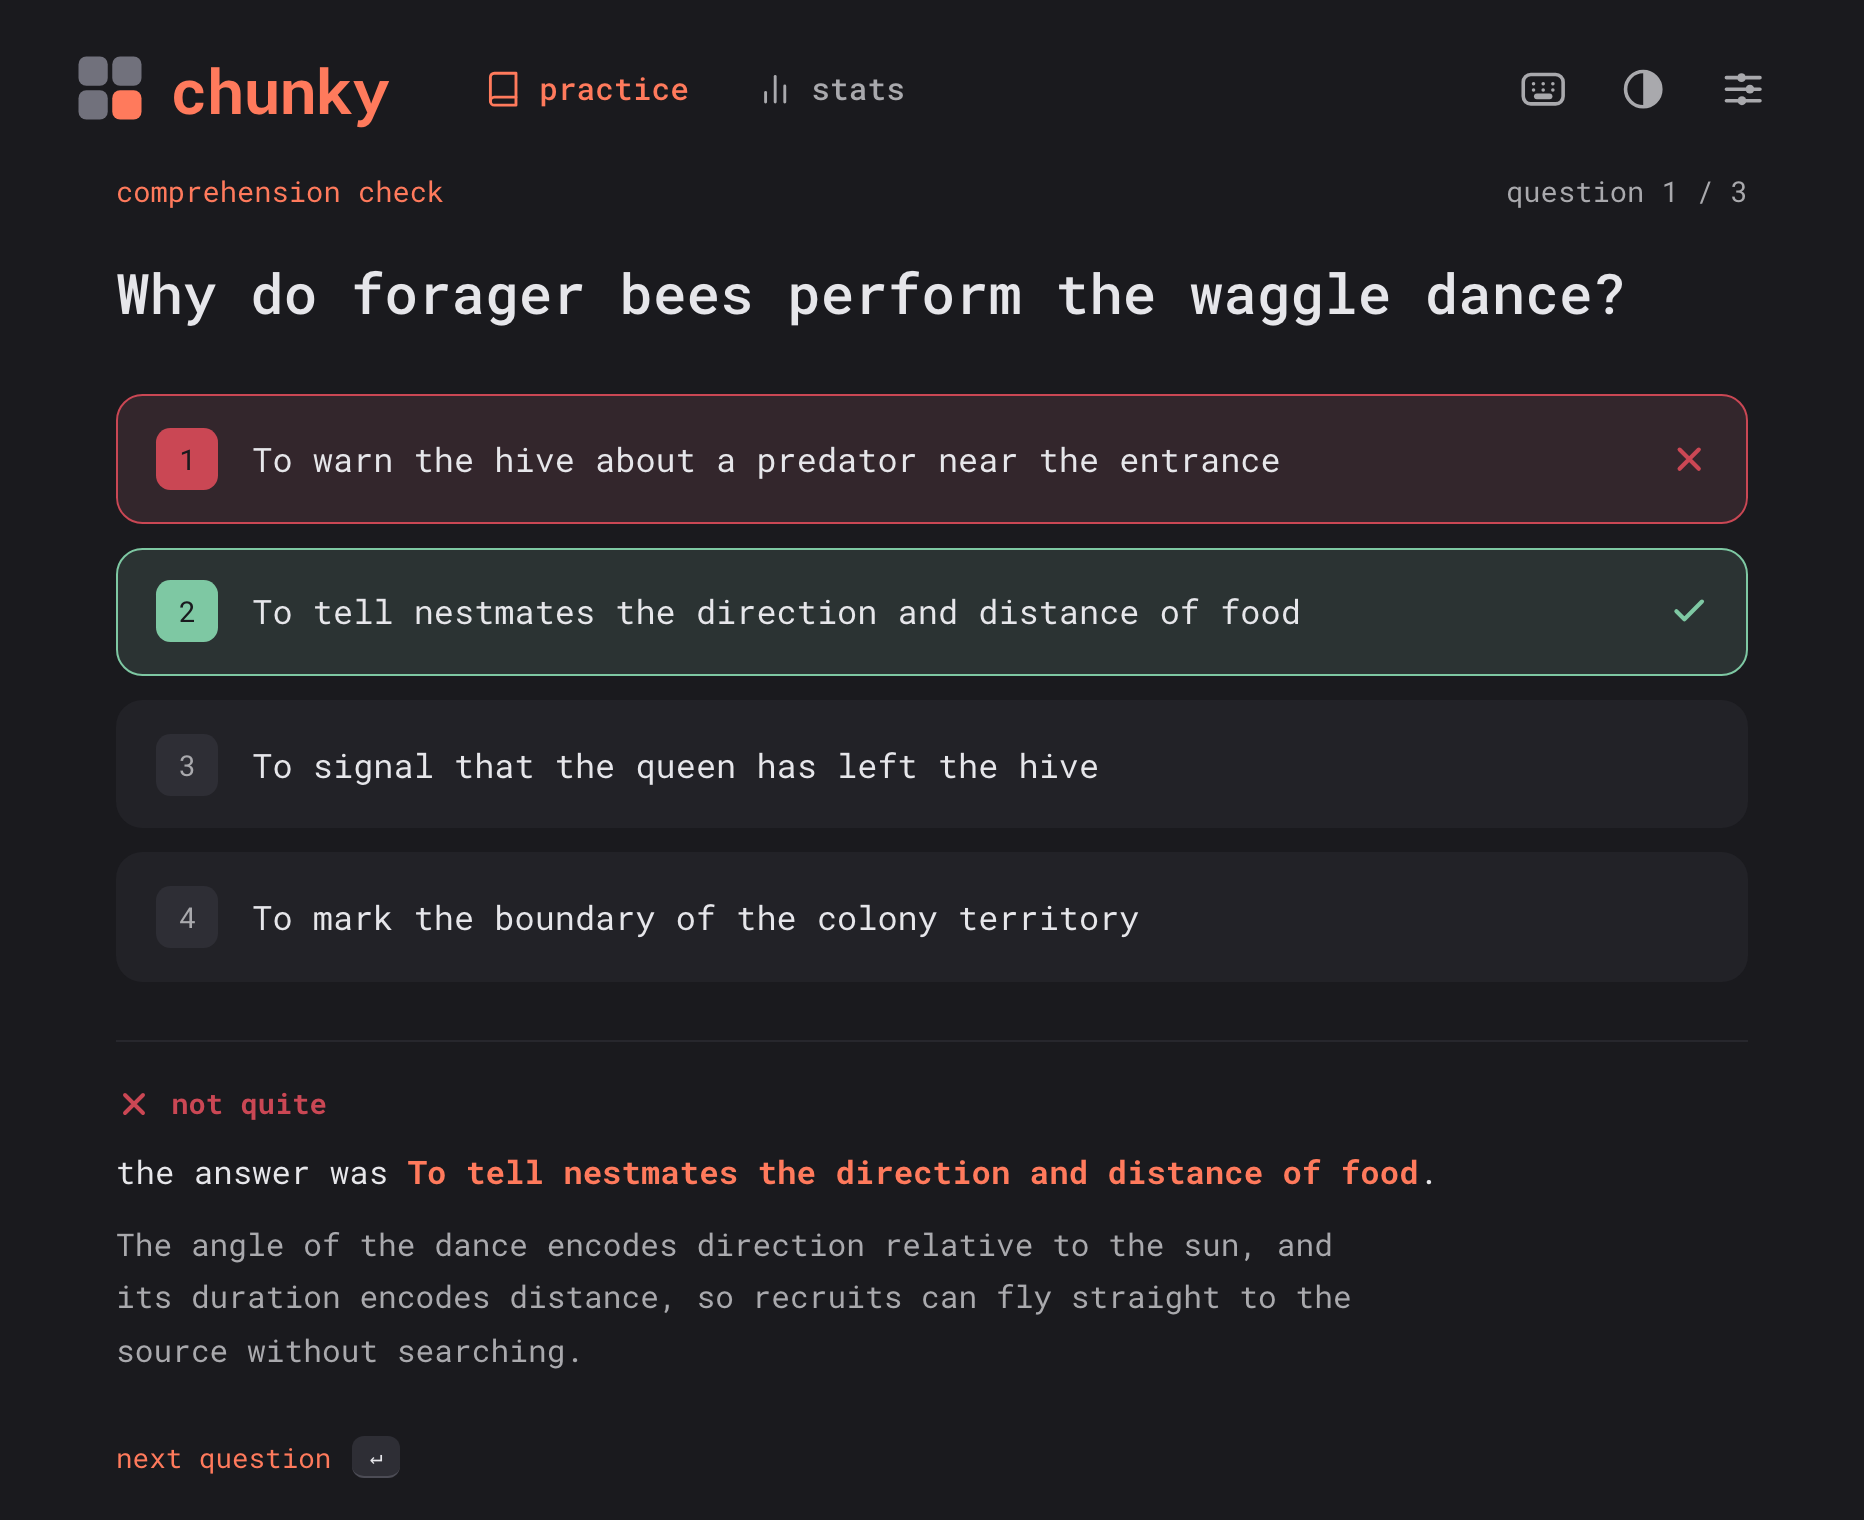 chunky
practice
stats
comprehension check
question 1 / 3
Why do forager bees perform the waggle dance?
1 To warn the hive about a predator near the entrance
2 To tell nestmates the direction and distance of food
3 To signal that the queen has left the hive
4 To mark the boundary of the colony territory
not quite
the answer was To tell nestmates the direction and distance of food.
The angle of the dance encodes direction relative to the sun, and
its duration encodes distance, so recruits can fly straight to the
source without searching.
next question ↵